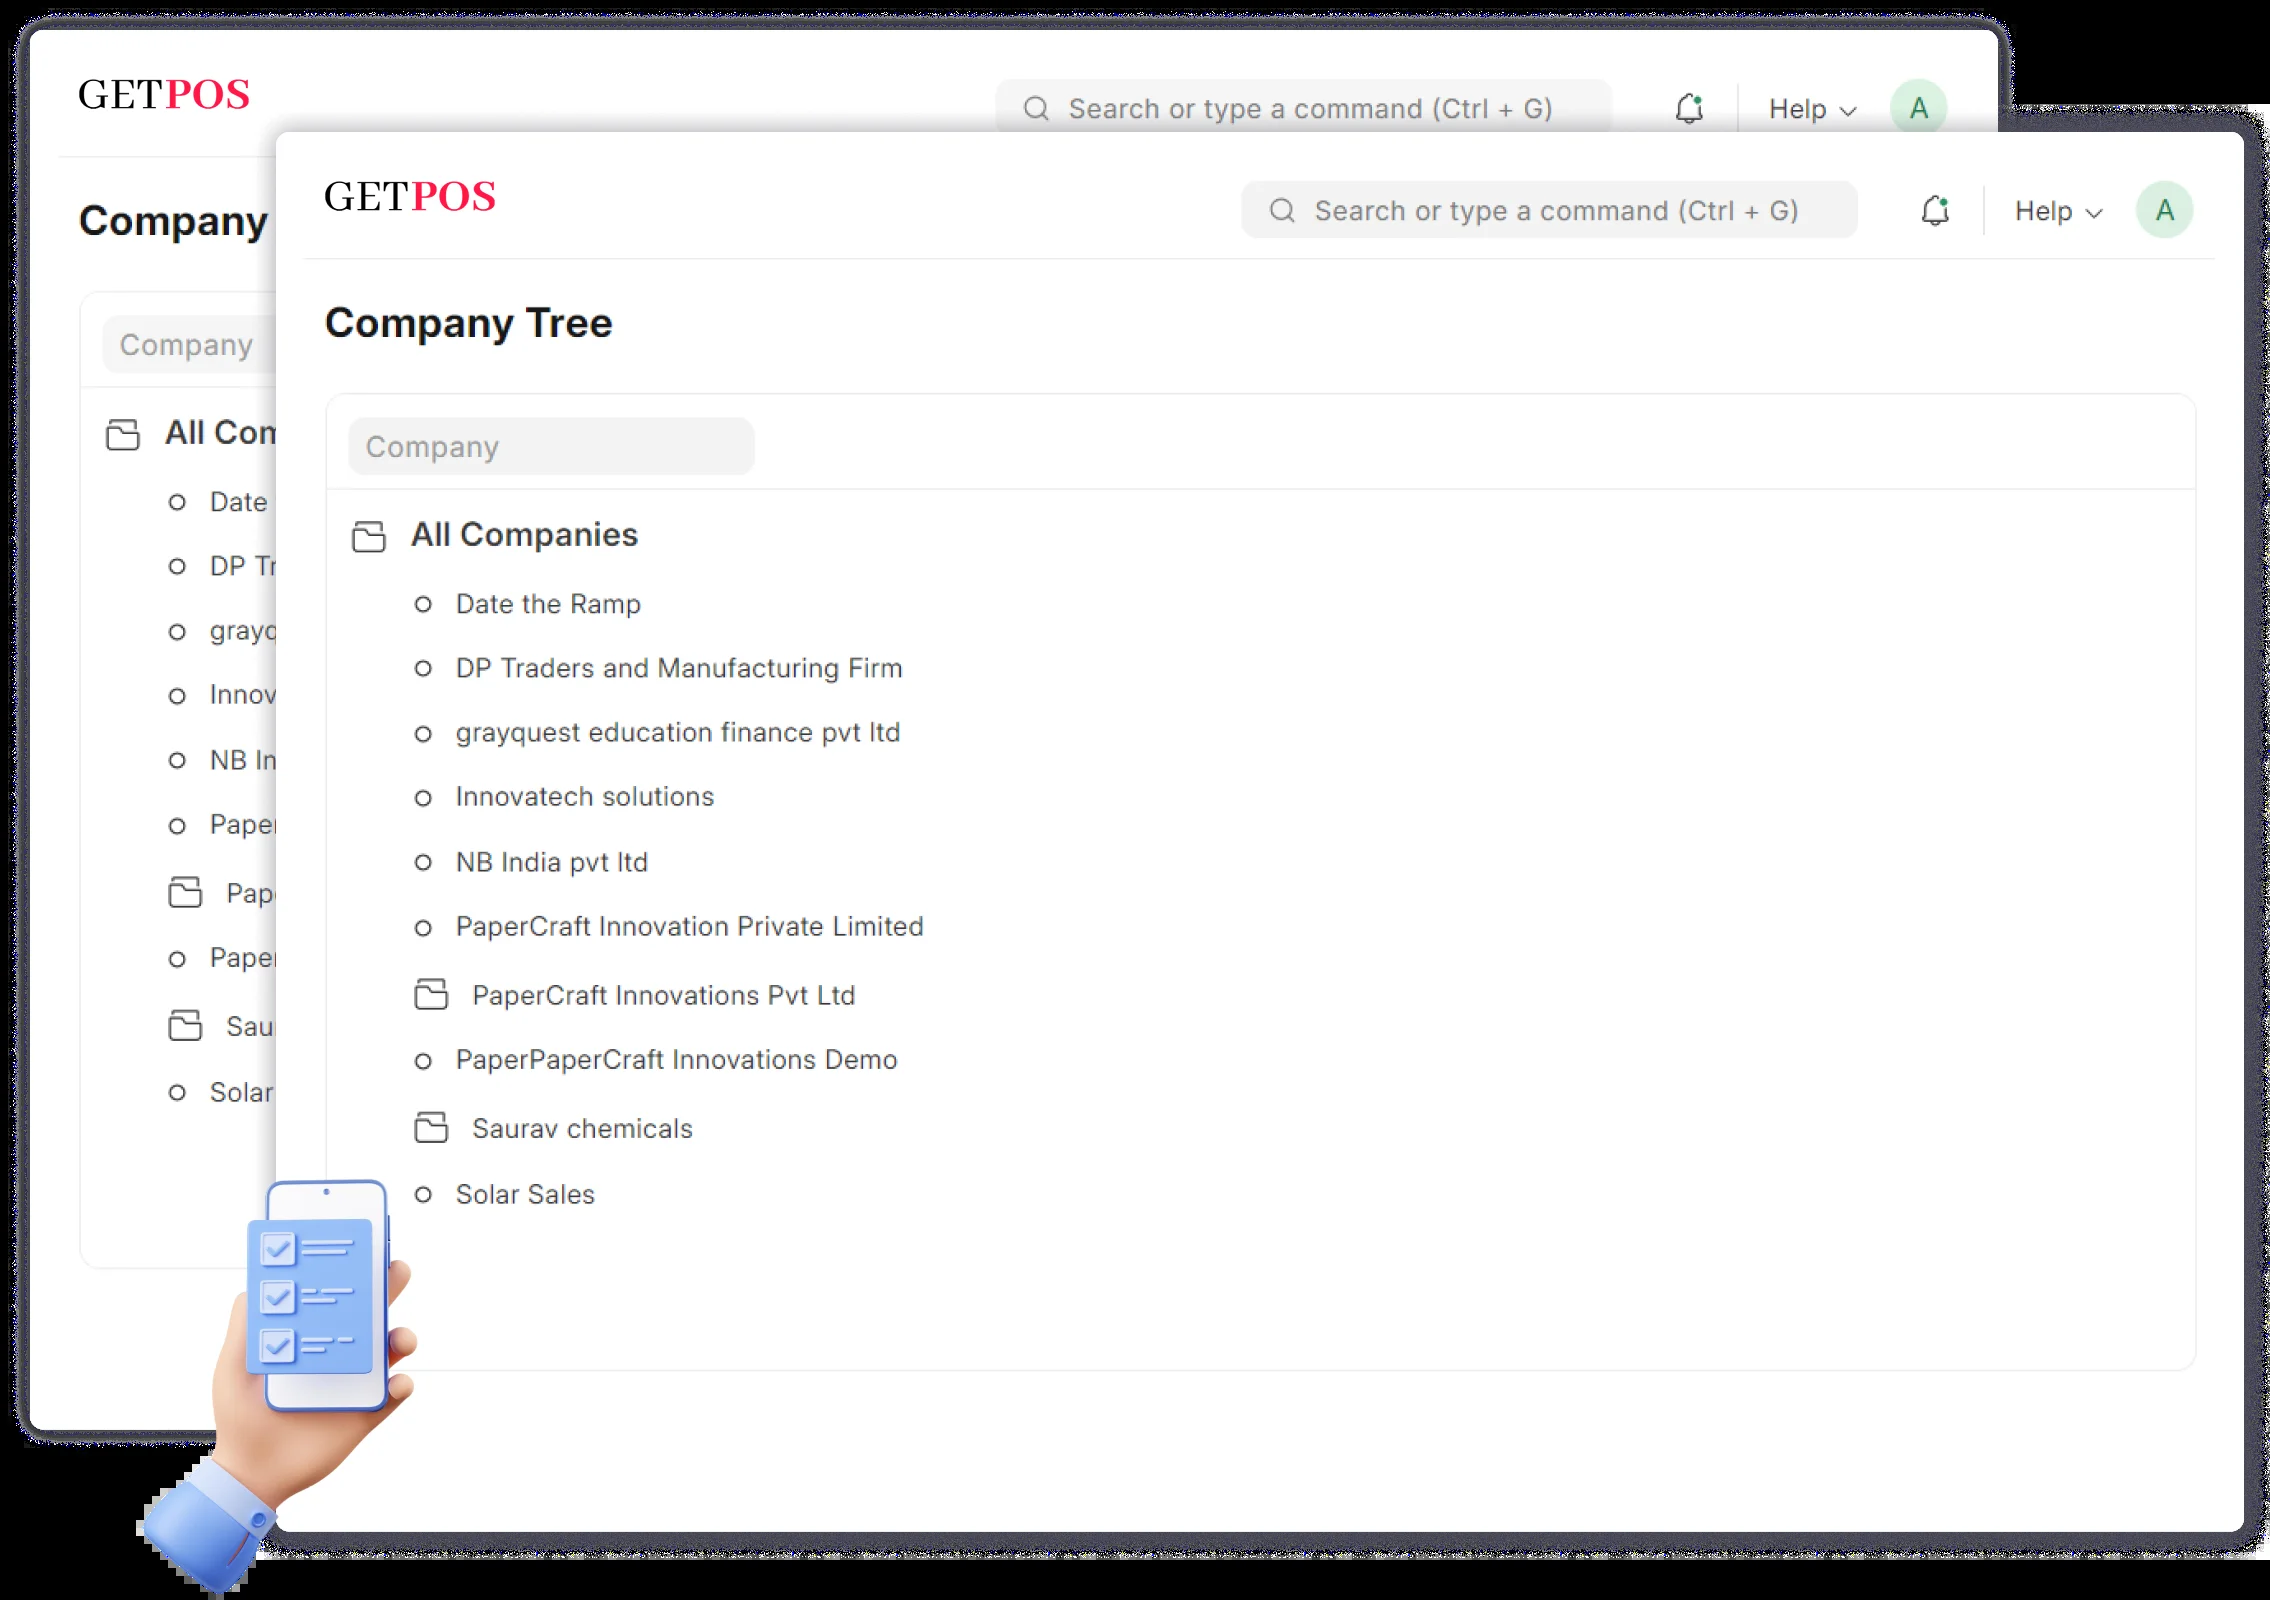 GETPOS
Search or type a command (Ctrl + G)
Help
A
Company
Company
All Com
Date
DP Tr
grayq
Innov
NB In
Paper
Pape
Paper
Sau
Solar
GETPOS
Search or type a command (Ctrl + G)
Help
A
Company Tree
Company
All Companies
Date the Ramp
DP Traders and Manufacturing Firm
grayquest education finance pvt ltd
Innovatech solutions
NB India pvt ltd
PaperCraft Innovation Private Limited
PaperCraft Innovations Pvt Ltd
PaperPaperCraft Innovations Demo
Saurav chemicals
Solar Sales